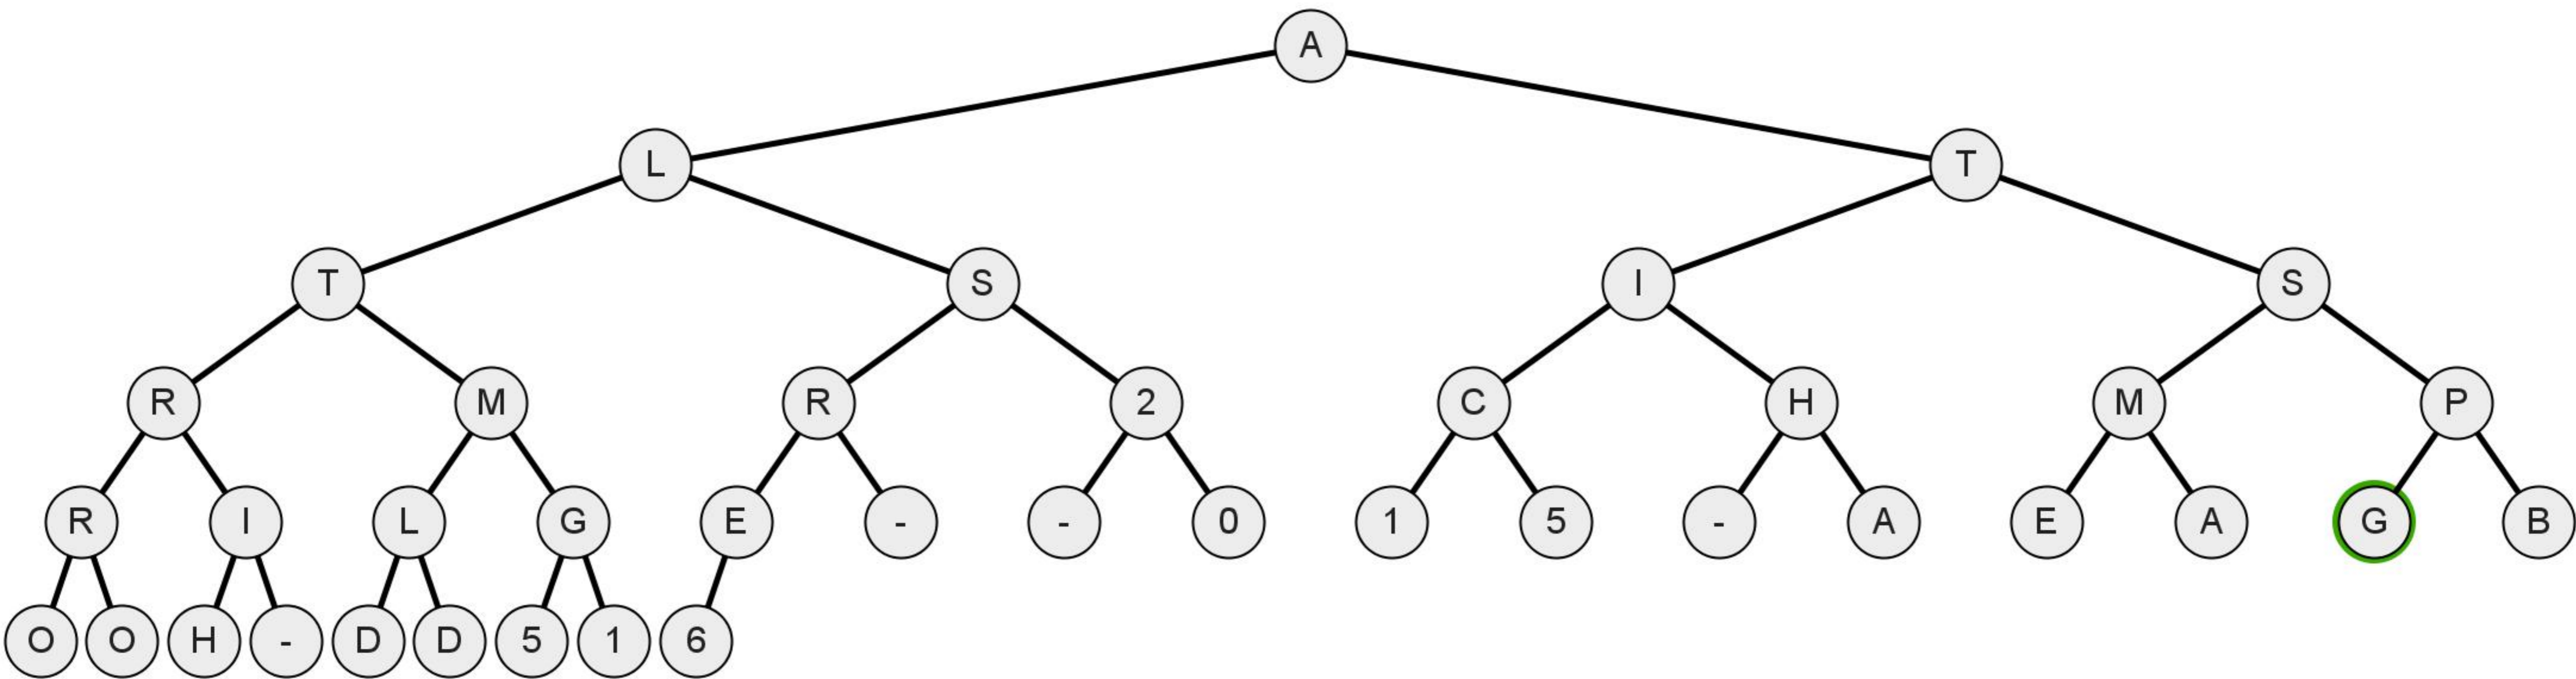 A
L T
T S I S
R M R 2 C H M P
R I L G E - - 0 1 5 - A E A G B
O O H - D D 5 1 6